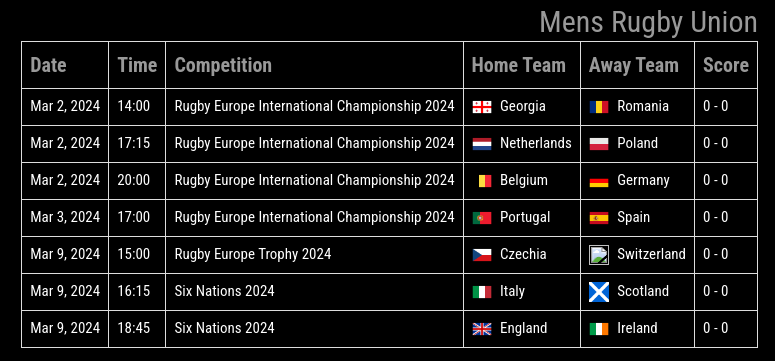 Mens Rugby Union
Date Time Competition Home Team Away Team Score
Mar 2, 2024 14:00 Rugby Europe International Championship 2024 Georgia Romania 0 - 0
Mar 2, 2024 17:15 Rugby Europe International Championship 2024 Netherlands Poland 0 - 0
Mar 2, 2024 20:00 Rugby Europe International Championship 2024 Belgium Germany 0 - 0
Mar 3, 2024 17:00 Rugby Europe International Championship 2024 Portugal Spain 0 - 0
Mar 9, 2024 15:00 Rugby Europe Trophy 2024 Czechia Switzerland 0 - 0
Mar 9, 2024 16:15 Six Nations 2024 Italy Scotland 0 - 0
Mar 9, 2024 18:45 Six Nations 2024 England Ireland 0 - 0